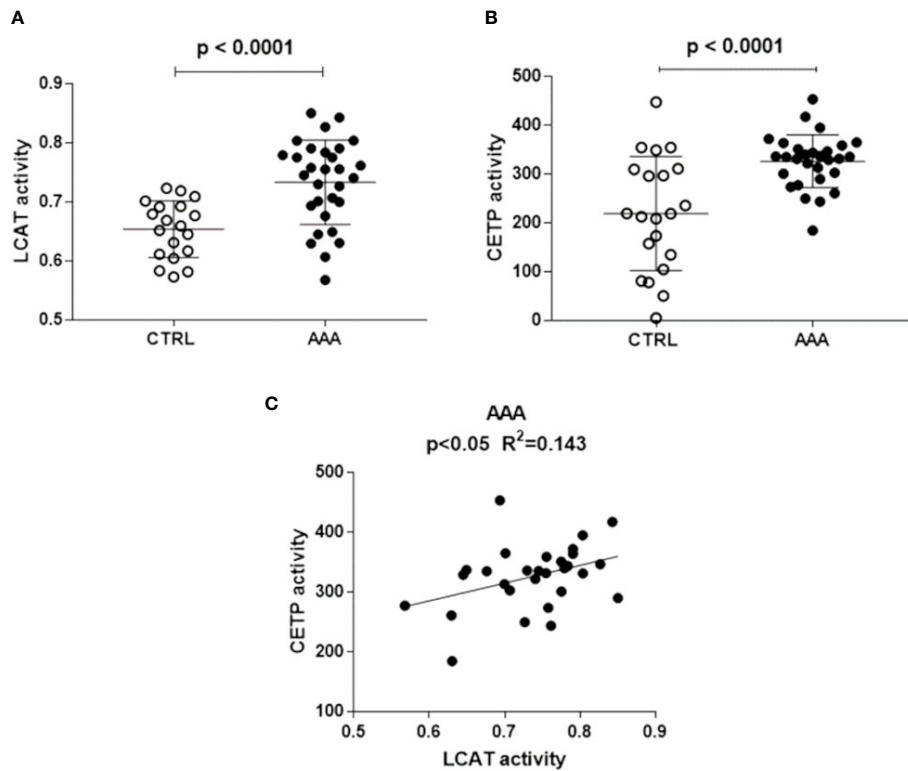 A
p < 0.0001
LCAT activity
0.9
0.8
0.7
0.6
0.5
CTRL AAA
B
p < 0.0001
CETP activity
500
400
300
200
100
0
CTRL AAA
C
AAA
p<0.05 R²=0.143
CETP activity
500
400
300
200
100
0.5 0.6 0.7 0.8 0.9
LCAT activity